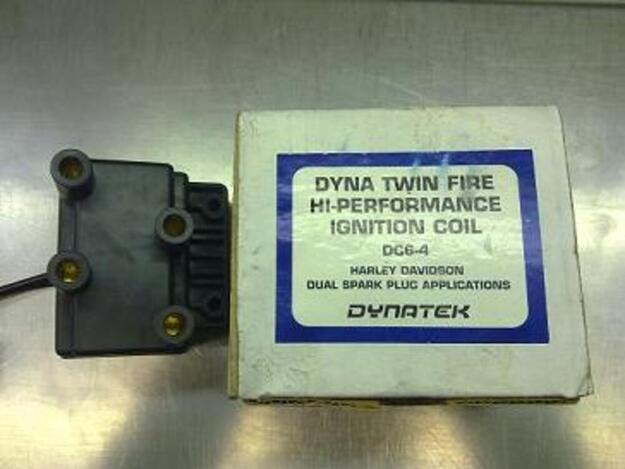 DYNA TWIN FIRE
HI-PERFORMANCE
IGNITION COIL
DC6-4
HARLEY DAVIDSON
DUAL SPARK PLUG APPLICATIONS
DYNATEK